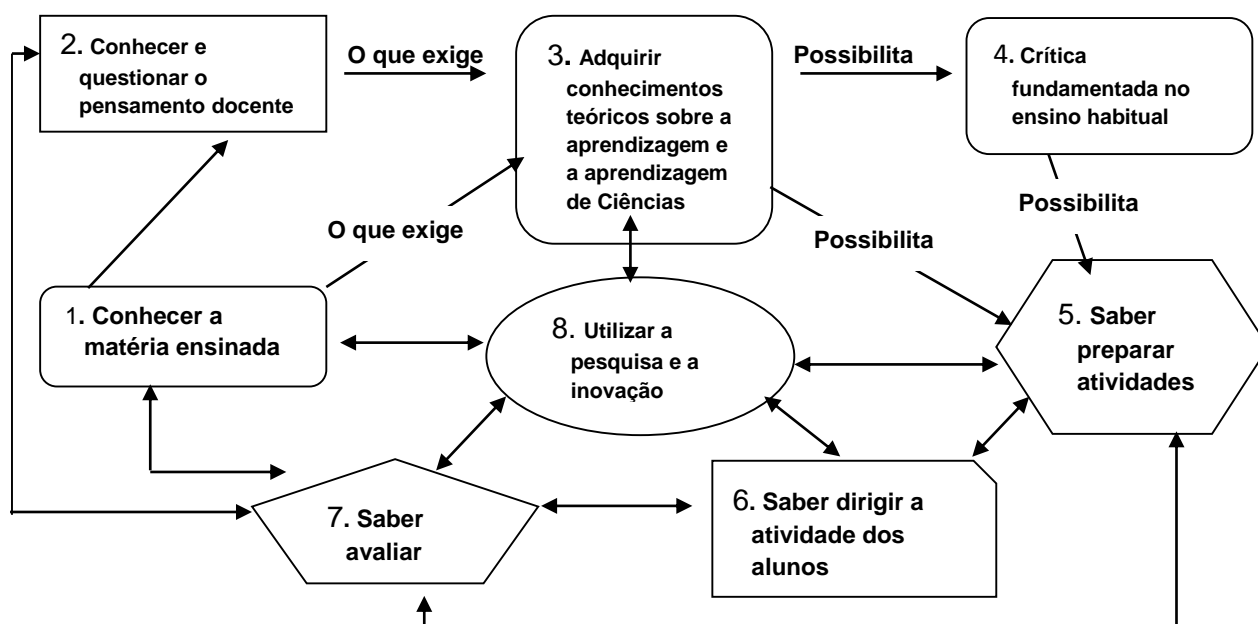 2. Conhecer e
questionar o
pensamento docente
O que exige
3. Adquirir
conhecimentos
teóricos sobre a
aprendizagem e
a aprendizagem
de Ciências
Possibilita
4. Crítica
fundamentada no
ensino habitual
O que exige
Possibilita
Possibilita
1. Conhecer a
matéria ensinada
8. Utilizar a
pesquisa e a
inovação
5. Saber
preparar
atividades
7. Saber
avaliar
6. Saber dirigir a
atividade dos
alunos